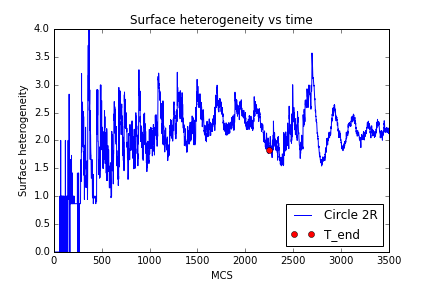 Surface heterogeneity vs time
4.0
3.5
3.0
2.5
2.0
1.5
1.0
0.5
0.0
Surface heterogeneity
Circle 2R
T_end
0 500 1000 1500 2000 2500 3000 3500
MCS